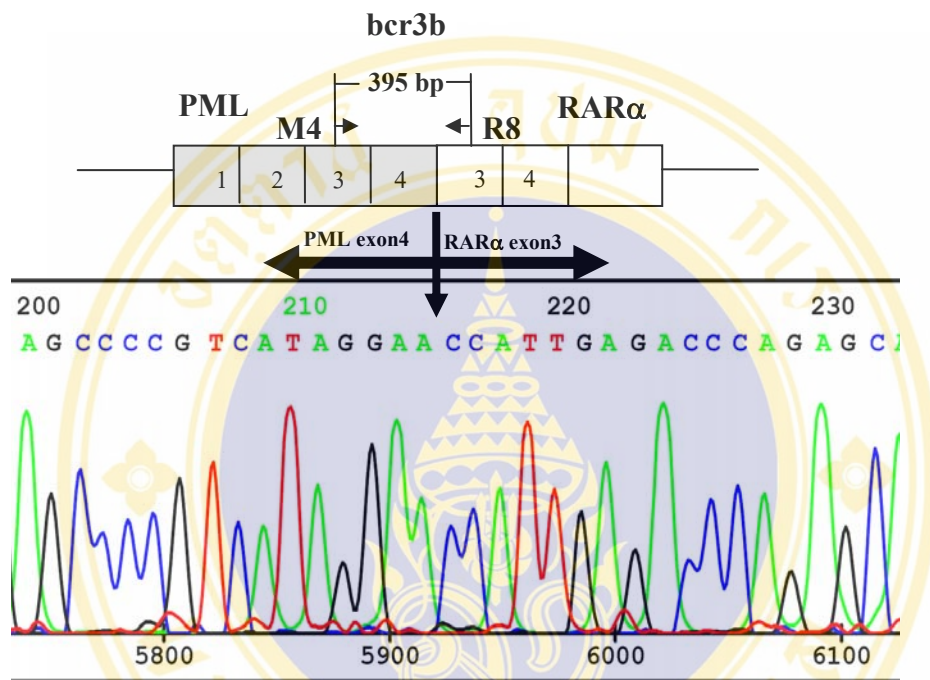 bcr3b
395 bp
PML RARα
M4 R8
1 2 3 4 3 4
PML exon4 RARα exon3
200 210 220 230
AGCCCCGTCATAGGAACCATTGAGACCCAGAGCA
5800 5900 6000 6100